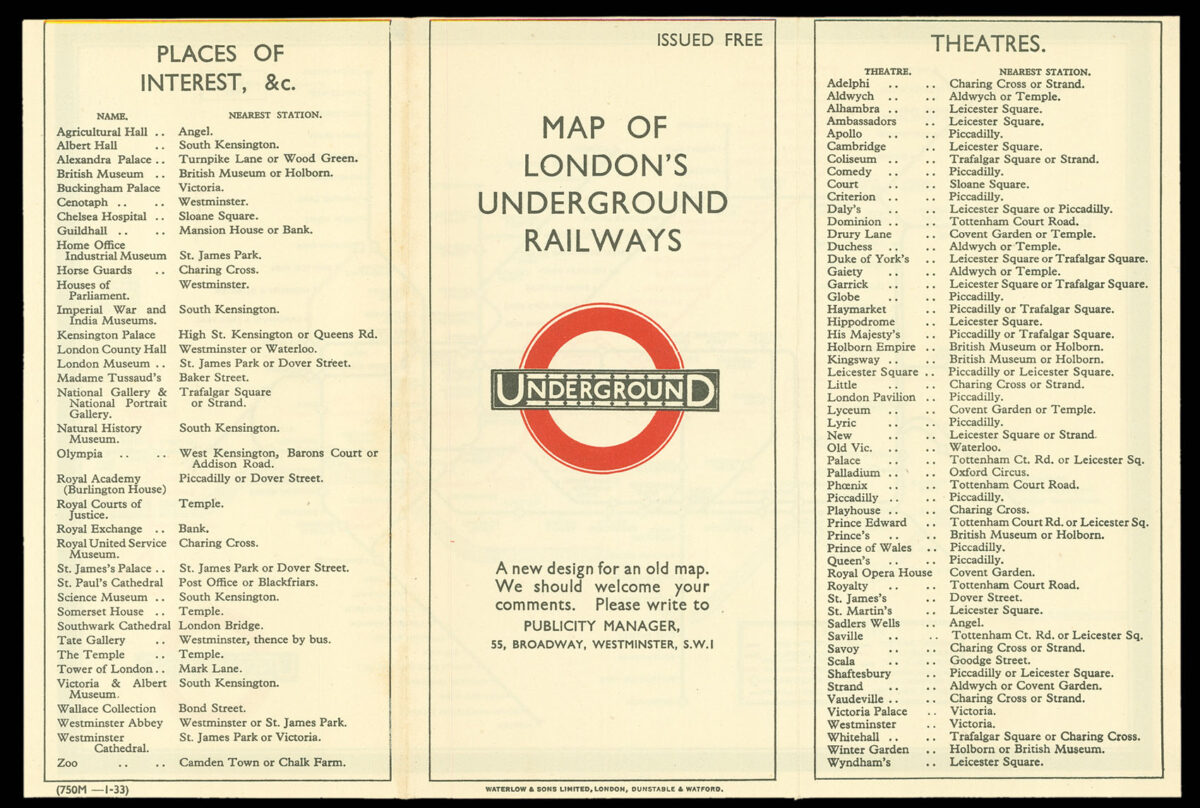 PLACES OF
INTEREST, &c.
NAME. NEAREST STATION.
Agricultural Hall .. Angel.
Albert Hall .. South Kensington.
Alexandra Palace .. Turnpike Lane or Wood Green.
British Museum .. British Museum or Holborn.
Buckingham Palace Victoria.
Cenotaph .. .. Westminster.
Chelsea Hospital .. Sloane Square.
Guildhall .. .. Mansion House or Bank.
Home Office
Industrial Museum St. James Park.
Horse Guards .. Charing Cross.
Houses of Westminster.
Parliament.
Imperial War and South Kensington.
India Museums.
Kensington Palace High St. Kensington or Queens Rd.
London County Hall Westminster or Waterloo.
London Museum .. St. James Park or Dover Street.
Madame Tussaud's Baker Street.
National Gallery & Trafalgar Square
National Portrait or Strand.
Gallery.
Natural History South Kensington.
Museum.
Olympia .. .. West Kensington, Barons Court or
Addison Road.
Royal Academy Piccadilly or Dover Street.
(Burlington House)
Royal Courts of Temple.
Justice.
Royal Exchange .. Bank.
Royal United Service Charing Cross.
Museum.
St. James's Palace .. St. James Park or Dover Street.
St. Paul's Cathedral Post Office or Blackfriars.
Science Museum .. South Kensington.
Somerset House .. Temple.
Southwark Cathedral London Bridge.
Tate Gallery .. Westminster, thence by bus.
The Temple .. Temple.
Tower of London .. Mark Lane.
Victoria & Albert South Kensington.
Museum.
Wallace Collection Bond Street.
Westminster Abbey Westminster or St. James Park.
Westminster St. James Park or Victoria.
Cathedral.
Zoo .. .. Camden Town or Chalk Farm.
(750M —1-33)
ISSUED FREE
MAP OF
LONDON'S
UNDERGROUND
RAILWAYS
UNDERGROUND
A new design for an old map.
We should welcome your
comments. Please write to
PUBLICITY MANAGER,
55, BROADWAY, WESTMINSTER, S.W.1
WATERLOW & SONS LIMITED, LONDON, DUNSTABLE & WATFORD.
THEATRES.
THEATRE. NEAREST STATION.
Adelphi .. .. Charing Cross or Strand.
Aldwych .. .. Aldwych or Temple.
Alhambra .. .. Leicester Square.
Ambassadors .. Leicester Square.
Apollo .. .. Piccadilly.
Cambridge .. Leicester Square.
Coliseum .. .. Trafalgar Square or Strand.
Comedy .. .. Piccadilly.
Court .. .. Sloane Square.
Criterion .. .. Piccadilly.
Daly's .. .. Leicester Square or Piccadilly.
Dominion .. .. Tottenham Court Road.
Drury Lane .. Covent Garden or Temple.
Duchess .. .. Aldwych or Temple.
Duke of York's .. Leicester Square or Trafalgar Square.
Gaiety .. .. Aldwych or Temple.
Garrick .. .. Leicester Square or Trafalgar Square.
Globe .. .. Piccadilly.
Haymarket .. Piccadilly or Trafalgar Square.
Hippodrome .. Leicester Square.
His Majesty's .. Piccadilly or Trafalgar Square.
Holborn Empire .. British Museum or Holborn.
Kingsway .. .. British Museum or Holborn.
Leicester Square .. Piccadilly or Leicester Square.
Little .. .. Charing Cross or Strand.
London Pavilion .. Piccadilly.
Lyceum .. .. Covent Garden or Temple.
Lyric .. .. Piccadilly.
New .. .. Leicester Square or Strand.
Old Vic. .. .. Waterloo.
Palace .. .. Tottenham Ct. Rd. or Leicester Sq.
Palladium .. .. Oxford Circus.
Phœnix .. .. Tottenham Court Road.
Piccadilly .. .. Piccadilly.
Playhouse .. .. Charing Cross.
Prince Edward .. Tottenham Court Rd. or Leicester Sq.
Prince's .. .. British Museum or Holborn.
Prince of Wales .. Piccadilly.
Queen's .. .. Piccadilly.
Royal Opera House Covent Garden.
Royalty .. .. Tottenham Court Road.
St. James's .. Dover Street.
St. Martin's .. Leicester Square.
Sadlers Wells .. Angel.
Saville .. .. Tottenham Ct. Rd. or Leicester Sq.
Savoy .. .. Charing Cross or Strand.
Scala .. .. Goodge Street.
Shaftesbury .. Piccadilly or Leicester Square.
Strand .. .. Aldwych or Covent Garden.
Vaudeville .. .. Charing Cross or Strand.
Victoria Palace .. Victoria.
Westminster .. Victoria.
Whitehall .. .. Trafalgar Square or Charing Cross.
Winter Garden .. Holborn or British Museum.
Wyndham's .. Leicester Square.